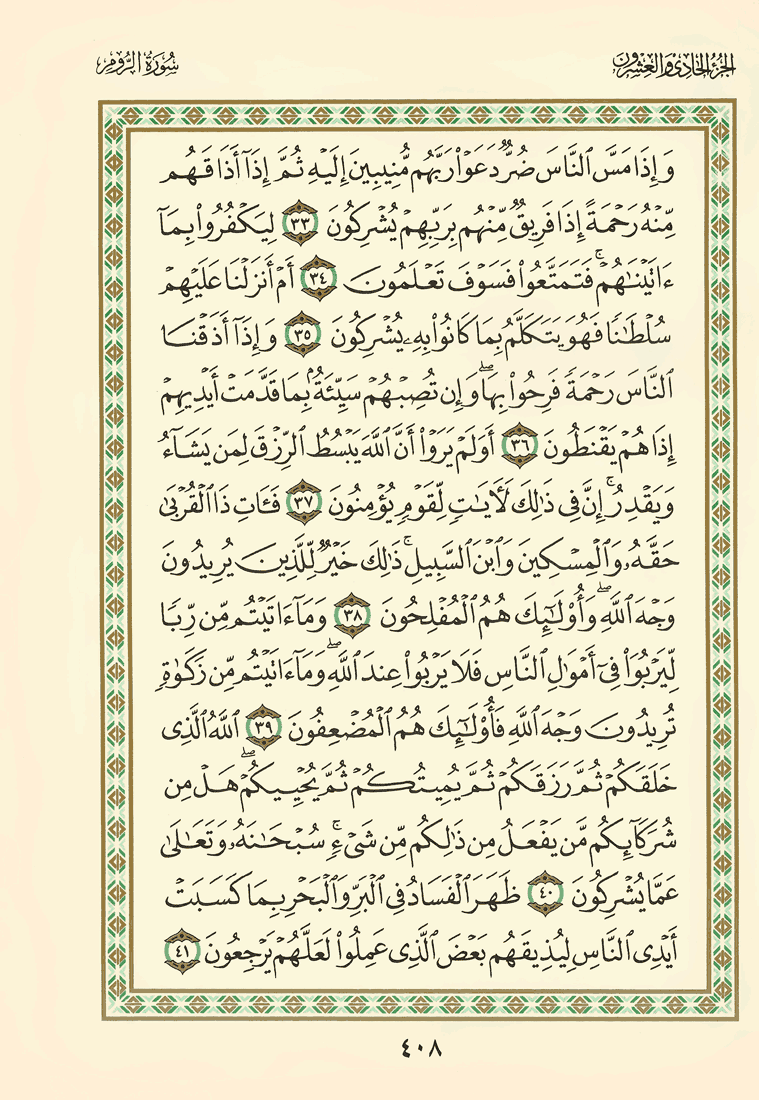 الجزء الحادي والعشرون
سورة الروم
وَإِذَا مَسَّ ٱلنَّاسَ ضُرٌّ دَعَوْا۟ رَبَّهُم مُّنِيبِينَ إِلَيْهِ ثُمَّ إِذَآ أَذَاقَهُم
مِّنْهُ رَحْمَةً إِذَا فَرِيقٌ مِّنْهُم بِرَبِّهِمْ يُشْرِكُونَ ٣٣ لِيَكْفُرُوا۟ بِمَآ
ءَاتَيْنَـٰهُمْ ۚ فَتَمَتَّعُوا۟ فَسَوْفَ تَعْلَمُونَ ٣٤ أَمْ أَنزَلْنَا عَلَيْهِمْ
سُلْطَـٰنًا فَهُوَ يَتَكَلَّمُ بِمَا كَانُوا۟ بِهِۦ يُشْرِكُونَ ٣٥ وَإِذَآ أَذَقْنَا
ٱلنَّاسَ رَحْمَةً فَرِحُوا۟ بِهَا ۖ وَإِن تُصِبْهُمْ سَيِّئَةٌۢ بِمَا قَدَّمَتْ أَيْدِيهِمْ
إِذَا هُمْ يَقْنَطُونَ ٣٦ أَوَلَمْ يَرَوْا۟ أَنَّ ٱللَّهَ يَبْسُطُ ٱلرِّزْقَ لِمَن يَشَآءُ
وَيَقْدِرُ ۚ إِنَّ فِى ذَٰلِكَ لَـَٔايَـٰتٍ لِّقَوْمٍ يُؤْمِنُونَ ٣٧ فَـَٔاتِ ذَا ٱلْقُرْبَىٰ
حَقَّهُۥ وَٱلْمِسْكِينَ وَٱبْنَ ٱلسَّبِيلِ ۚ ذَٰلِكَ خَيْرٌ لِّلَّذِينَ يُرِيدُونَ
وَجْهَ ٱللَّهِ ۖ وَأُو۟لَـٰٓئِكَ هُمُ ٱلْمُفْلِحُونَ ٣٨ وَمَآ ءَاتَيْتُم مِّن رِّبًا
لِّيَرْبُوَا۟ فِىٓ أَمْوَٰلِ ٱلنَّاسِ فَلَا يَرْبُوا۟ عِندَ ٱللَّهِ ۖ وَمَآ ءَاتَيْتُم مِّن زَكَوٰةٍ
تُرِيدُونَ وَجْهَ ٱللَّهِ فَأُو۟لَـٰٓئِكَ هُمُ ٱلْمُضْعِفُونَ ٣٩ ٱللَّهُ ٱلَّذِى
خَلَقَكُمْ ثُمَّ رَزَقَكُمْ ثُمَّ يُمِيتُكُمْ ثُمَّ يُحْيِيكُمْ ۖ هَلْ مِن
شُرَكَآئِكُم مَّن يَفْعَلُ مِن ذَٰلِكُم مِّن شَىْءٍ ۚ سُبْحَـٰنَهُۥ وَتَعَـٰلَىٰ
عَمَّا يُشْرِكُونَ ٤٠ ظَهَرَ ٱلْفَسَادُ فِى ٱلْبَرِّ وَٱلْبَحْرِ بِمَا كَسَبَتْ
أَيْدِى ٱلنَّاسِ لِيُذِيقَهُم بَعْضَ ٱلَّذِى عَمِلُوا۟ لَعَلَّهُمْ يَرْجِعُونَ ٤١
٤٠٨